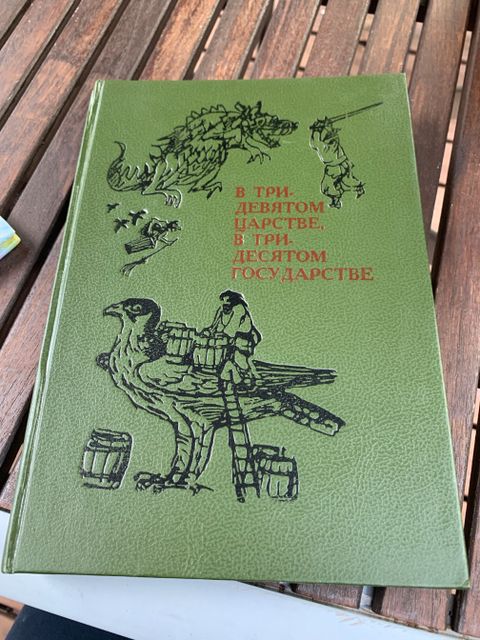 В ТРИ-
ДЕВЯТОМ
ЦАРСТВЕ,
В ТРИ-
ДЕСЯТОМ
ГОСУДАРСТВЕ